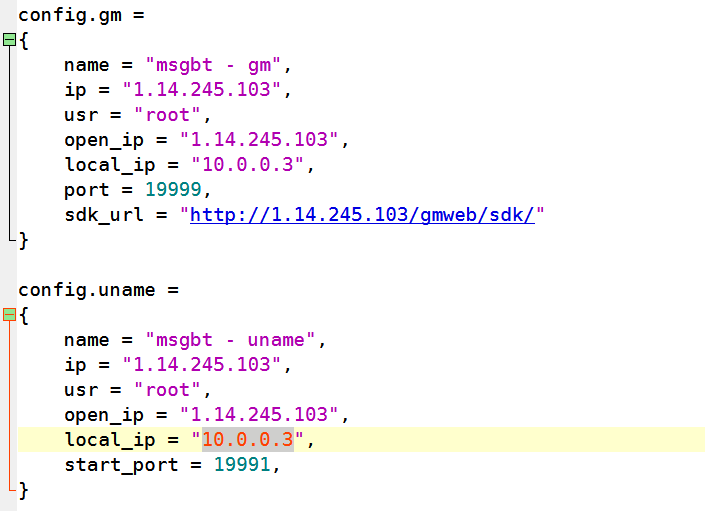 config.gm =
{
    name = "msgbt - gm",
    ip = "1.14.245.103",
    usr = "root",
    open_ip = "1.14.245.103",
    local_ip = "10.0.0.3",
    port = 19999,
    sdk_url = "http://1.14.245.103/gmweb/sdk/"
}

config.uname =
{
    name = "msgbt - uname",
    ip = "1.14.245.103",
    usr = "root",
    open_ip = "1.14.245.103",
    local_ip = "10.0.0.3",
    start_port = 19991,
}